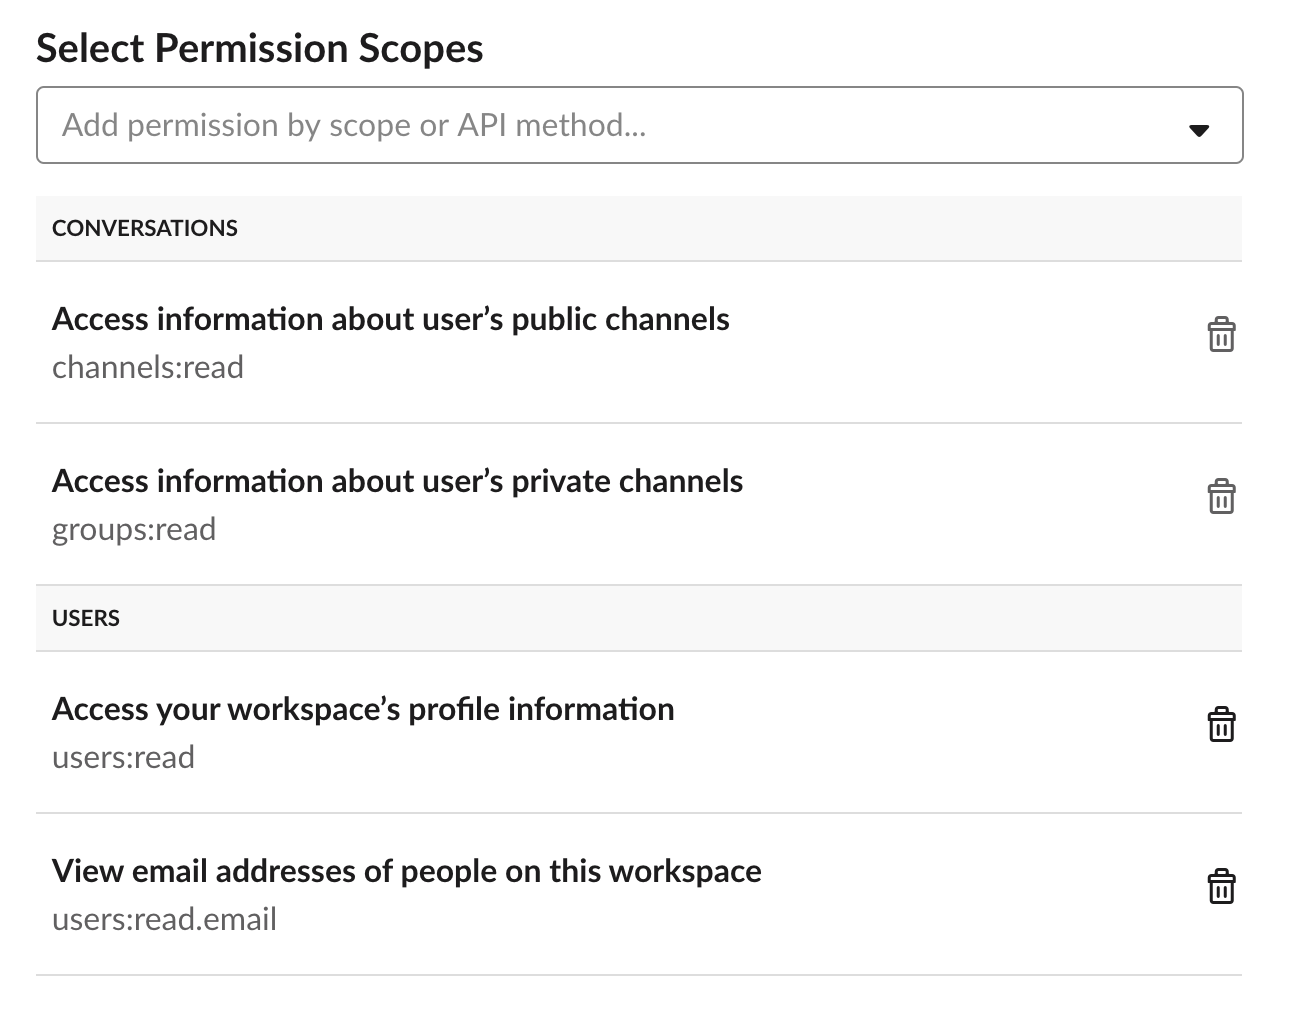 Select Permission Scopes
Add permission by scope or API method...
CONVERSATIONS
Access information about user’s public channels
channels:read
Access information about user’s private channels
groups:read
USERS
Access your workspace’s profile information
users:read
View email addresses of people on this workspace
users:read.email